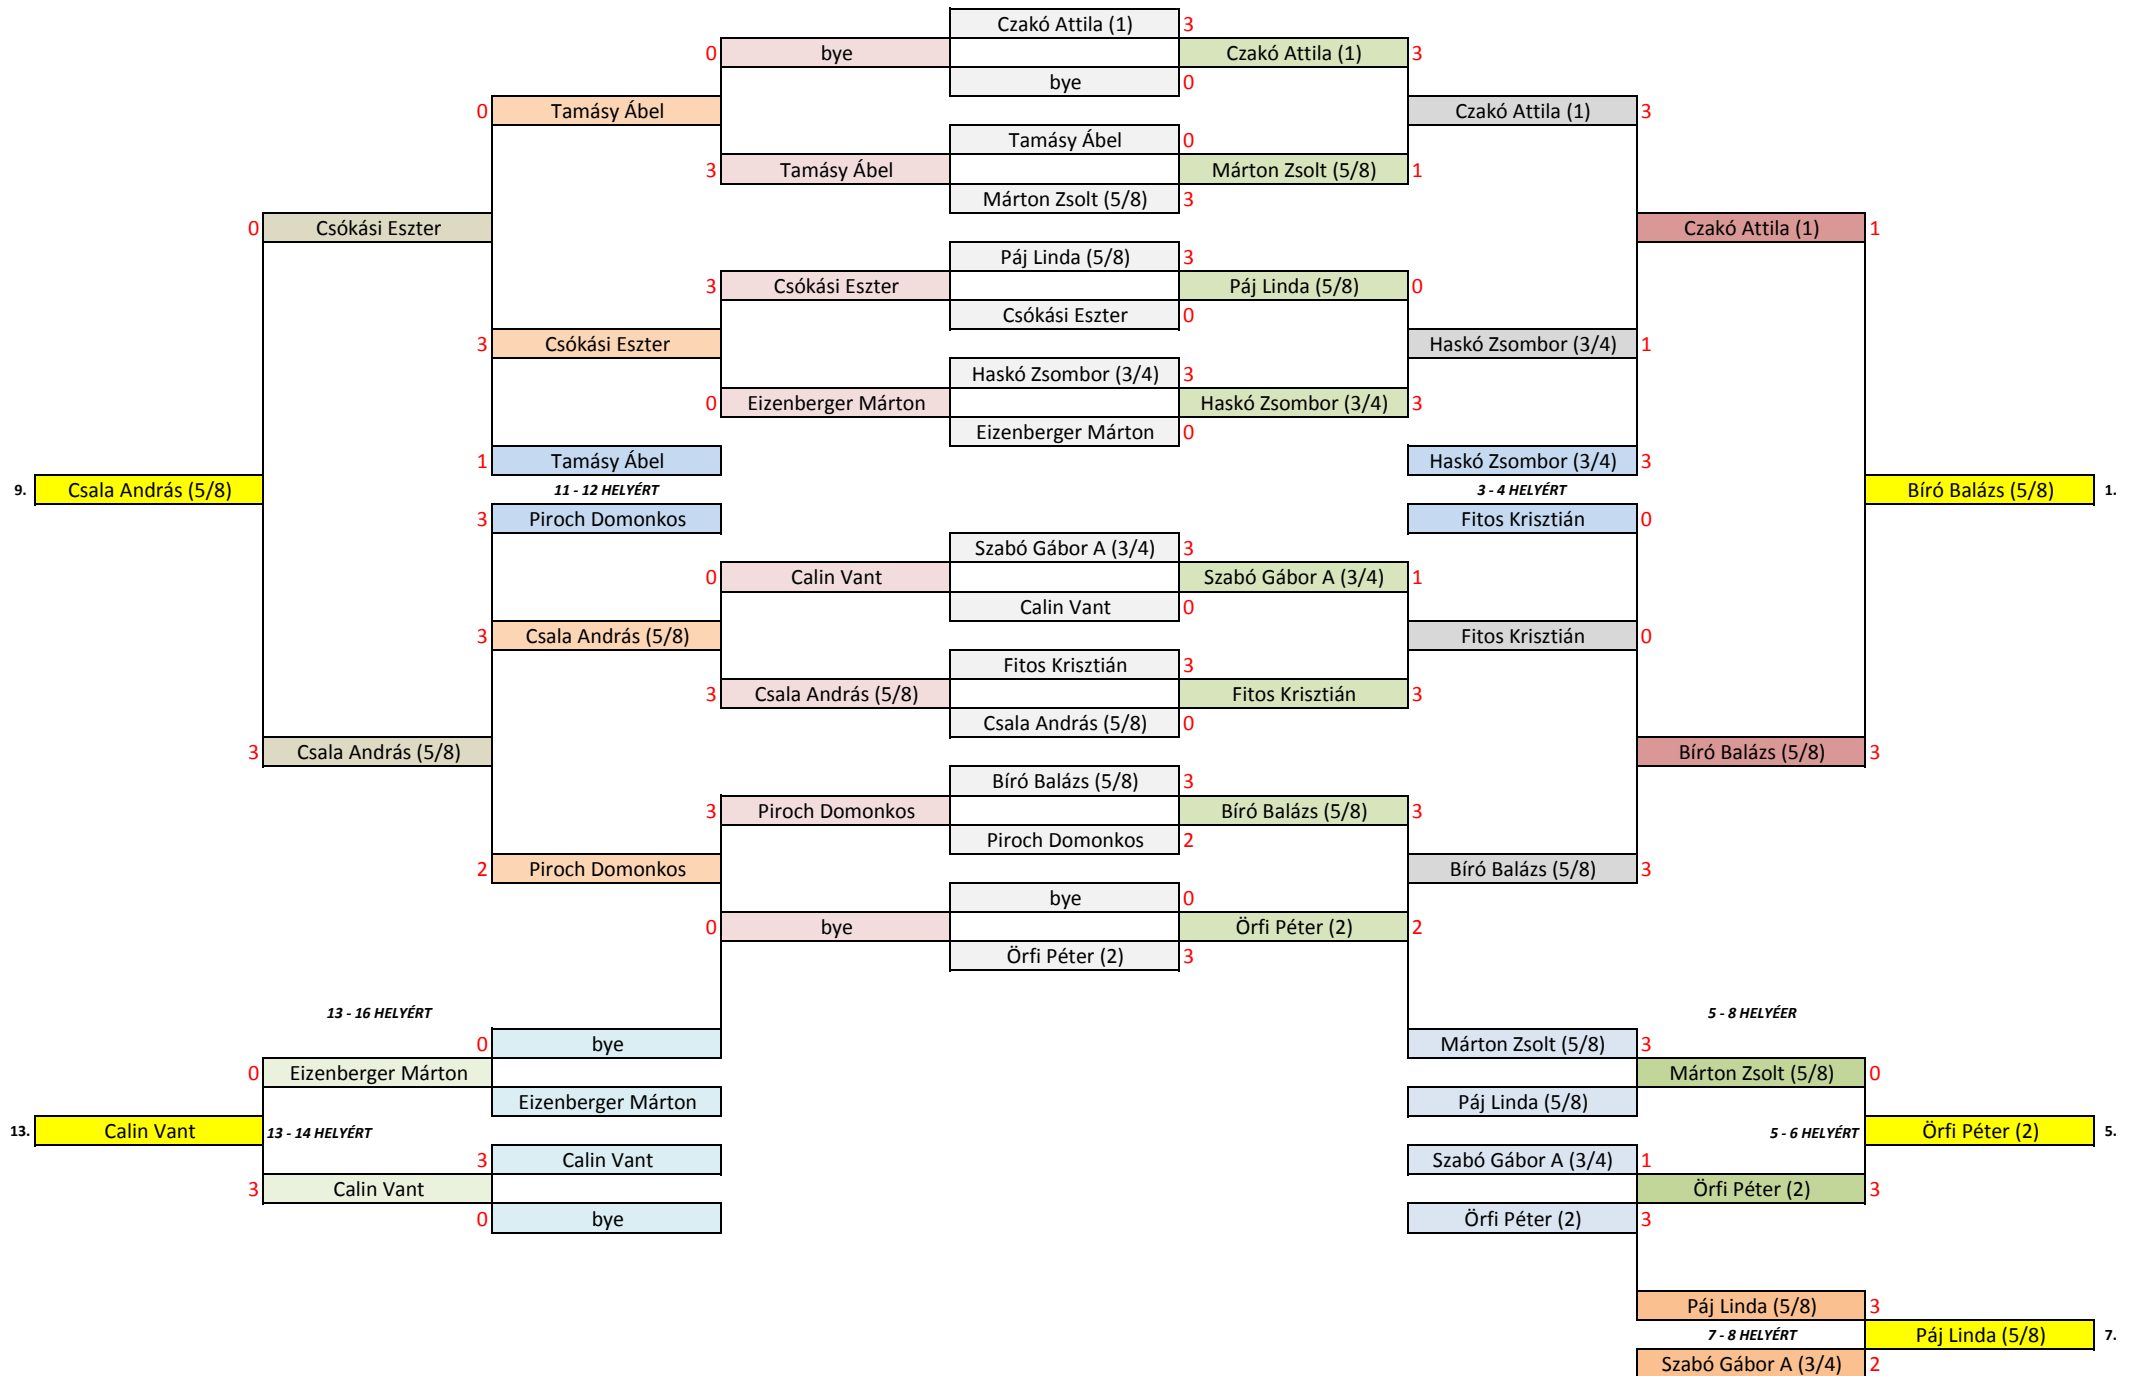 Czakó Attila (1) 3
0 bye Czakó Attila (1) 3
bye 0
0 Tamásy Ábel Czakó Attila (1) 3
Tamásy Ábel 0
3 Tamásy Ábel Márton Zsolt (5/8) 1
Márton Zsolt (5/8) 3
0 Csókási Eszter Czakó Attila (1) 1
Páj Linda (5/8) 3
3 Csókási Eszter Páj Linda (5/8) 0
Csókási Eszter 0
3 Csókási Eszter Haskó Zsombor (3/4) 1
Haskó Zsombor (3/4) 3
0 Eizenberger Márton Haskó Zsombor (3/4) 3
Eizenberger Márton 0
1 Tamásy Ábel Haskó Zsombor (3/4) 3
9. Csala András (5/8) 11 - 12 HELYÉRT 3 - 4 HELYÉRT Bíró Balázs (5/8) 1.
3 Piroch Domonkos Fitos Krisztián 0
Szabó Gábor A (3/4) 3
0 Calin Vant Szabó Gábor A (3/4) 1
Calin Vant 0
3 Csala András (5/8) Fitos Krisztián 0
Fitos Krisztián 3
3 Csala András (5/8) Fitos Krisztián 3
Csala András (5/8) 0
3 Csala András (5/8) Bíró Balázs (5/8) 3
Bíró Balázs (5/8) 3
3 Piroch Domonkos Bíró Balázs (5/8) 3
Piroch Domonkos 2
2 Piroch Domonkos Bíró Balázs (5/8) 3
bye 0
0 bye Örfi Péter (2) 2
Örfi Péter (2) 3
13 - 16 HELYÉRT 5 - 8 HELYÉER
0 bye Márton Zsolt (5/8) 3
0 Eizenberger Márton Márton Zsolt (5/8) 0
Eizenberger Márton Páj Linda (5/8)
13. Calin Vant 13 - 14 HELYÉRT 5 - 6 HELYÉRT Örfi Péter (2) 5.
3 Calin Vant Szabó Gábor A (3/4) 1
3 Calin Vant Örfi Péter (2) 3
0 bye Örfi Péter (2) 3
Páj Linda (5/8) 3
7 - 8 HELYÉRT Páj Linda (5/8) 7.
Szabó Gábor A (3/4) 2